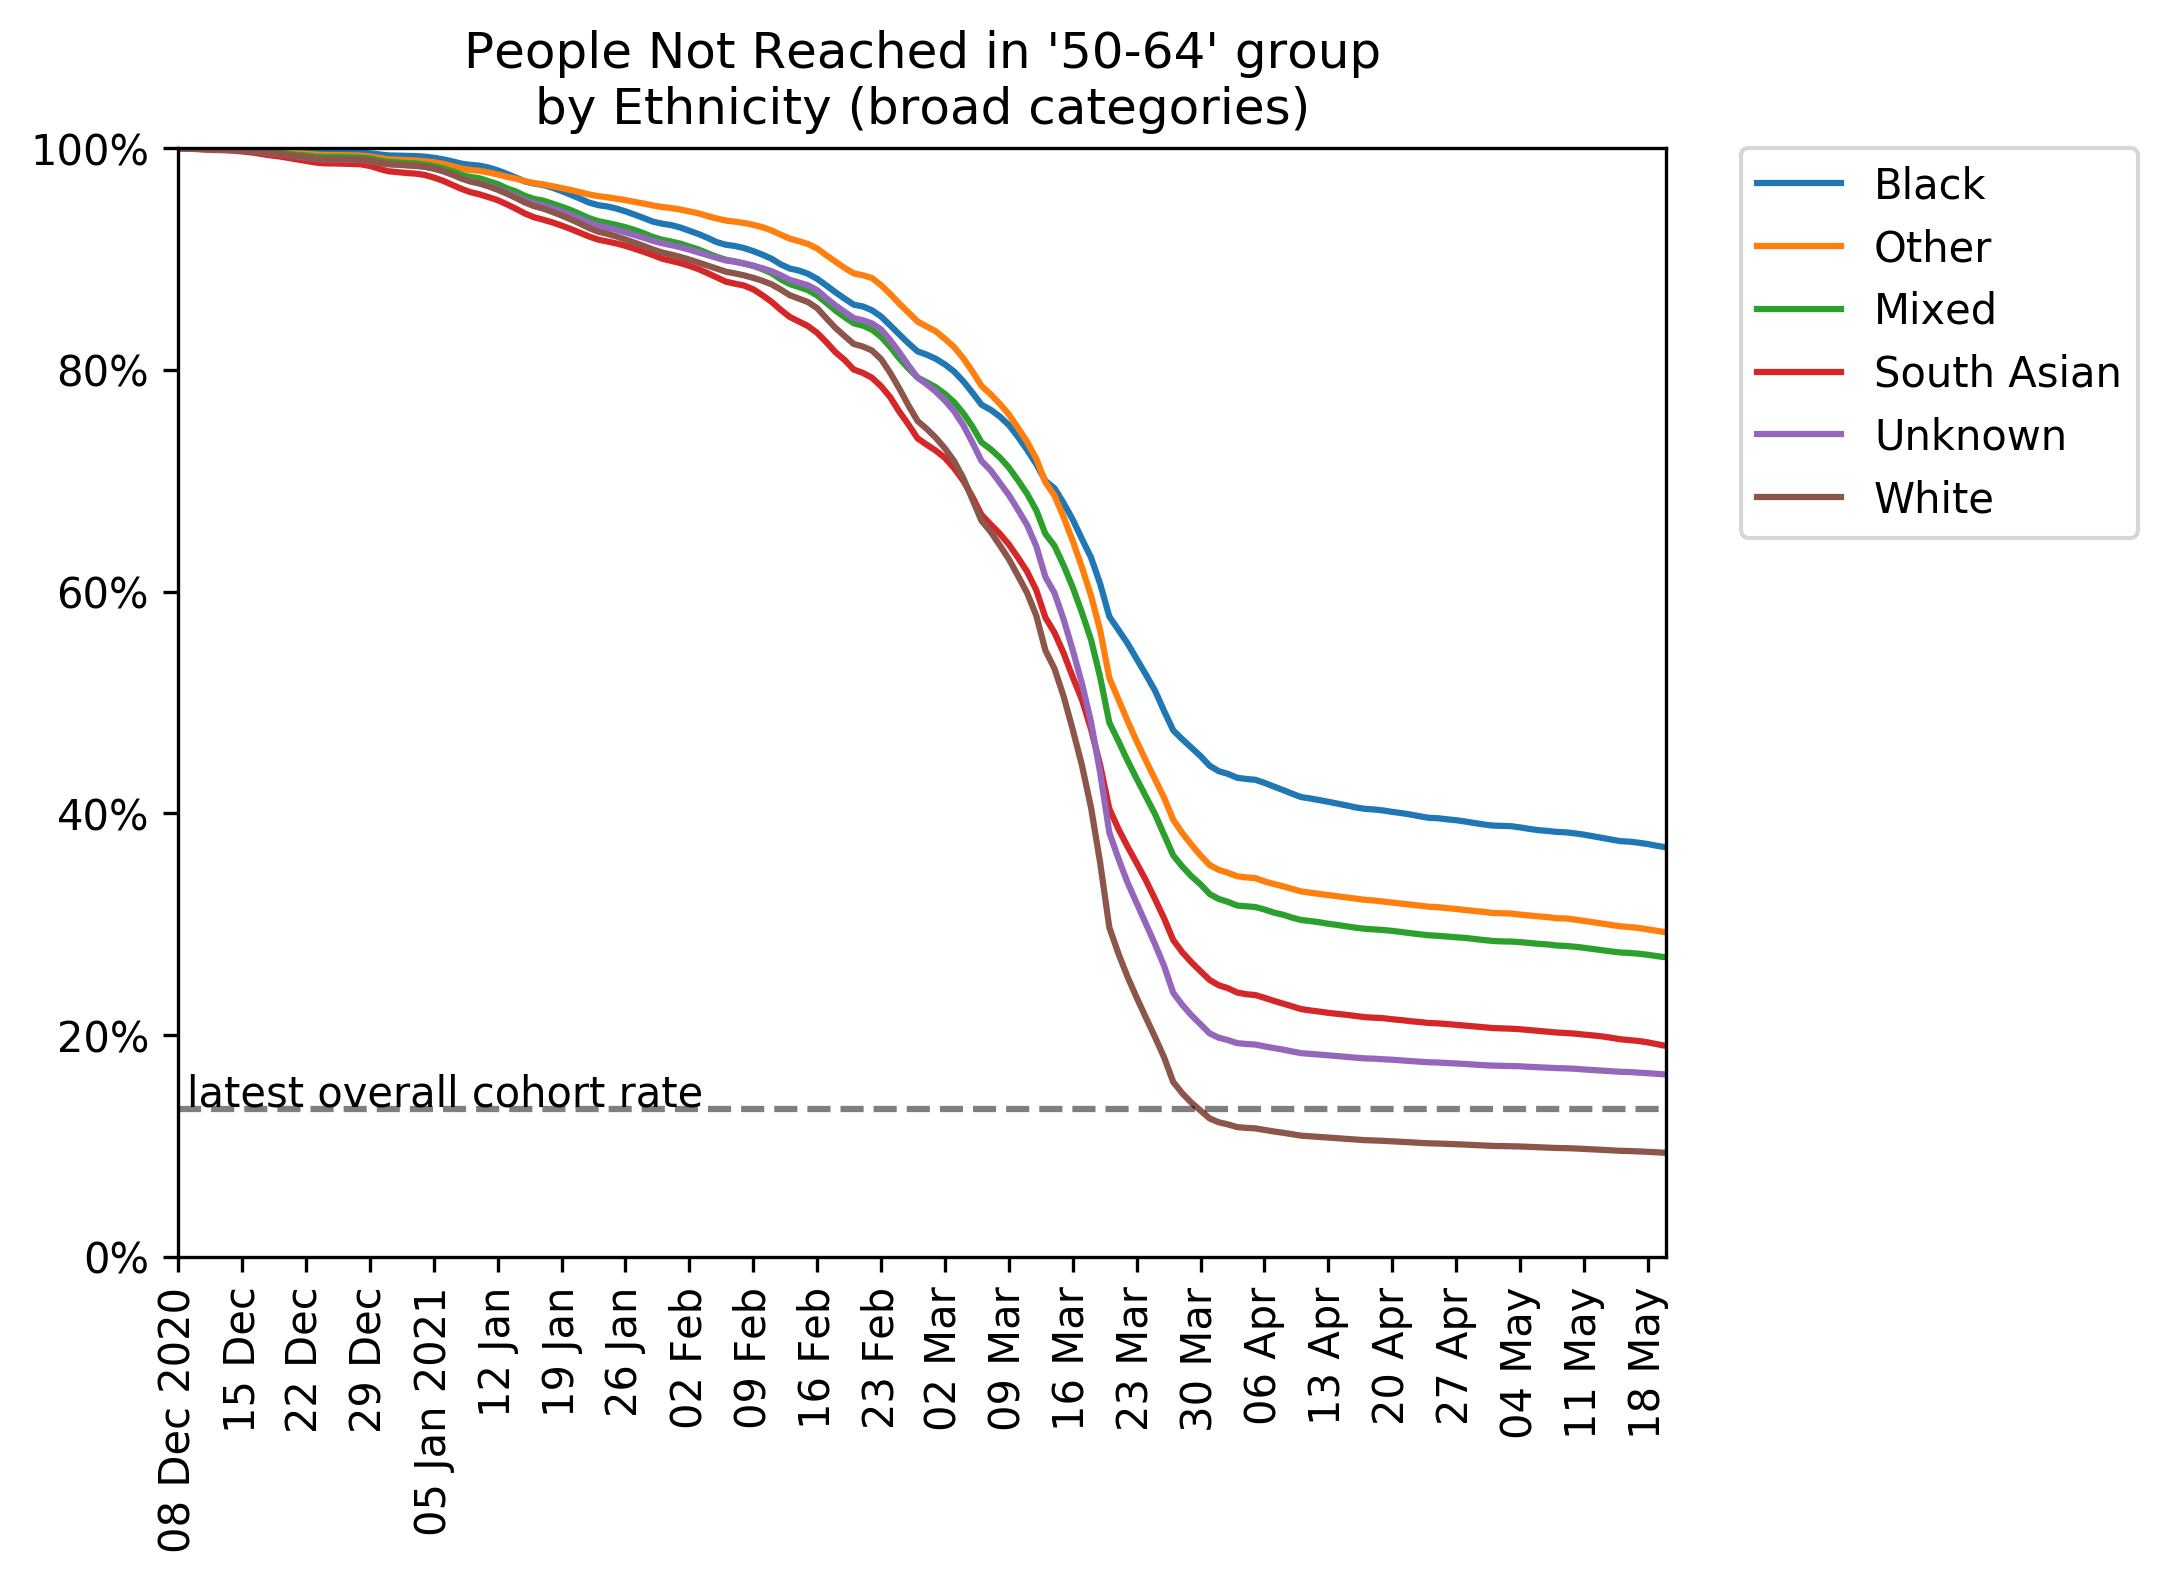 People Not Reached in '50-64' group
by Ethnicity (broad categories)
100%
80%
60%
40%
20%
0%
latest overall cohort rate
Black
Other
Mixed
South Asian
Unknown
White
08 Dec 2020
15 Dec
22 Dec
29 Dec
05 Jan 2021
12 Jan
19 Jan
26 Jan
02 Feb
09 Feb
16 Feb
23 Feb
02 Mar
09 Mar
16 Mar
23 Mar
30 Mar
06 Apr
13 Apr
20 Apr
27 Apr
04 May
11 May
18 May